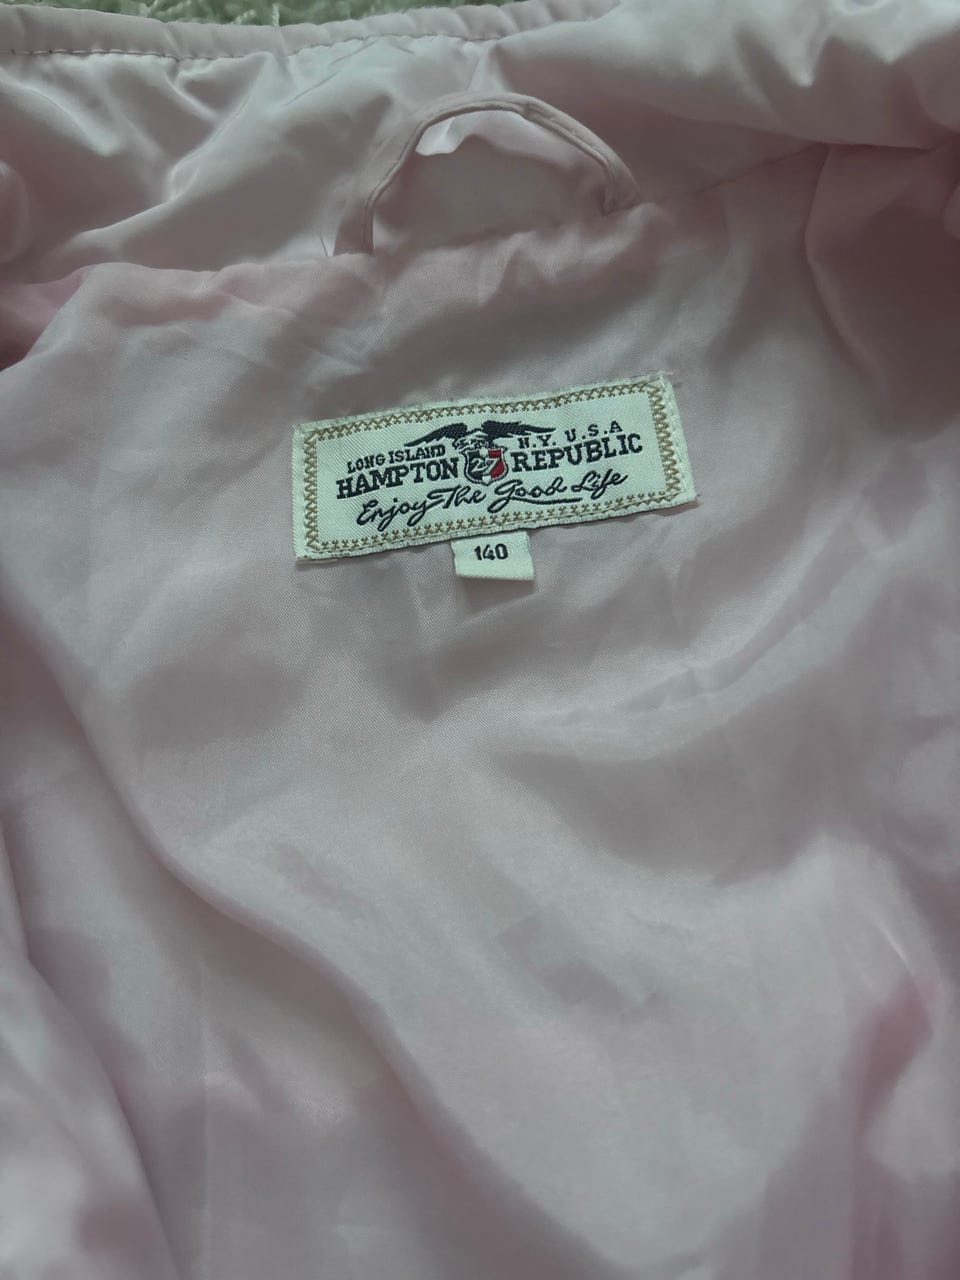 LONG ISLAND N.Y. U.S.A
HAMPTON 27 REPUBLIC
Enjoy The Good Life
140